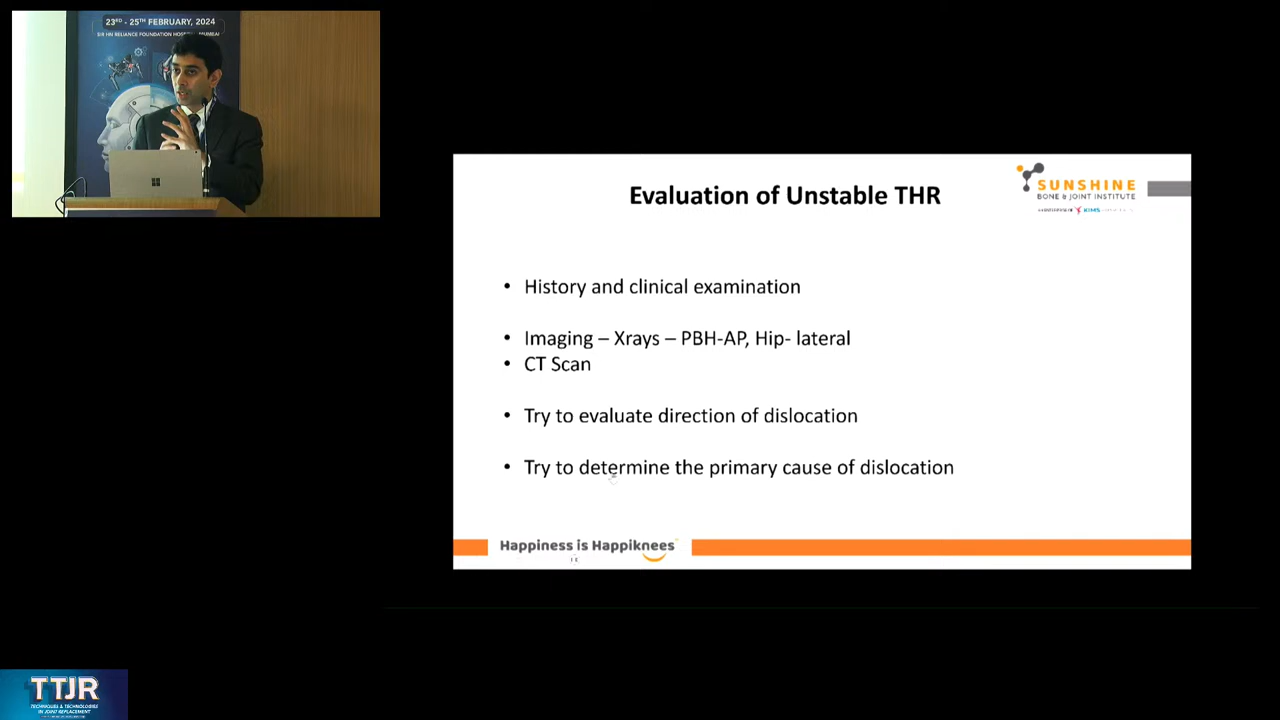 23RD - 25TH FEBRUARY, 2024
SIR HN RELIANCE FOUNDATION HOSPITAL, MUMBAI
Evaluation of Unstable THR
SUNSHINE
BONE & JOINT INSTITUTE
KIMS
• History and clinical examination
• Imaging – Xrays – PBH-AP, Hip- lateral
• CT Scan
• Try to evaluate direction of dislocation
• Try to determine the primary cause of dislocation
Happiness is Happiknees
TTJR
TECHNIQUES & TECHNOLOGIES
IN JOINT REPLACEMENT